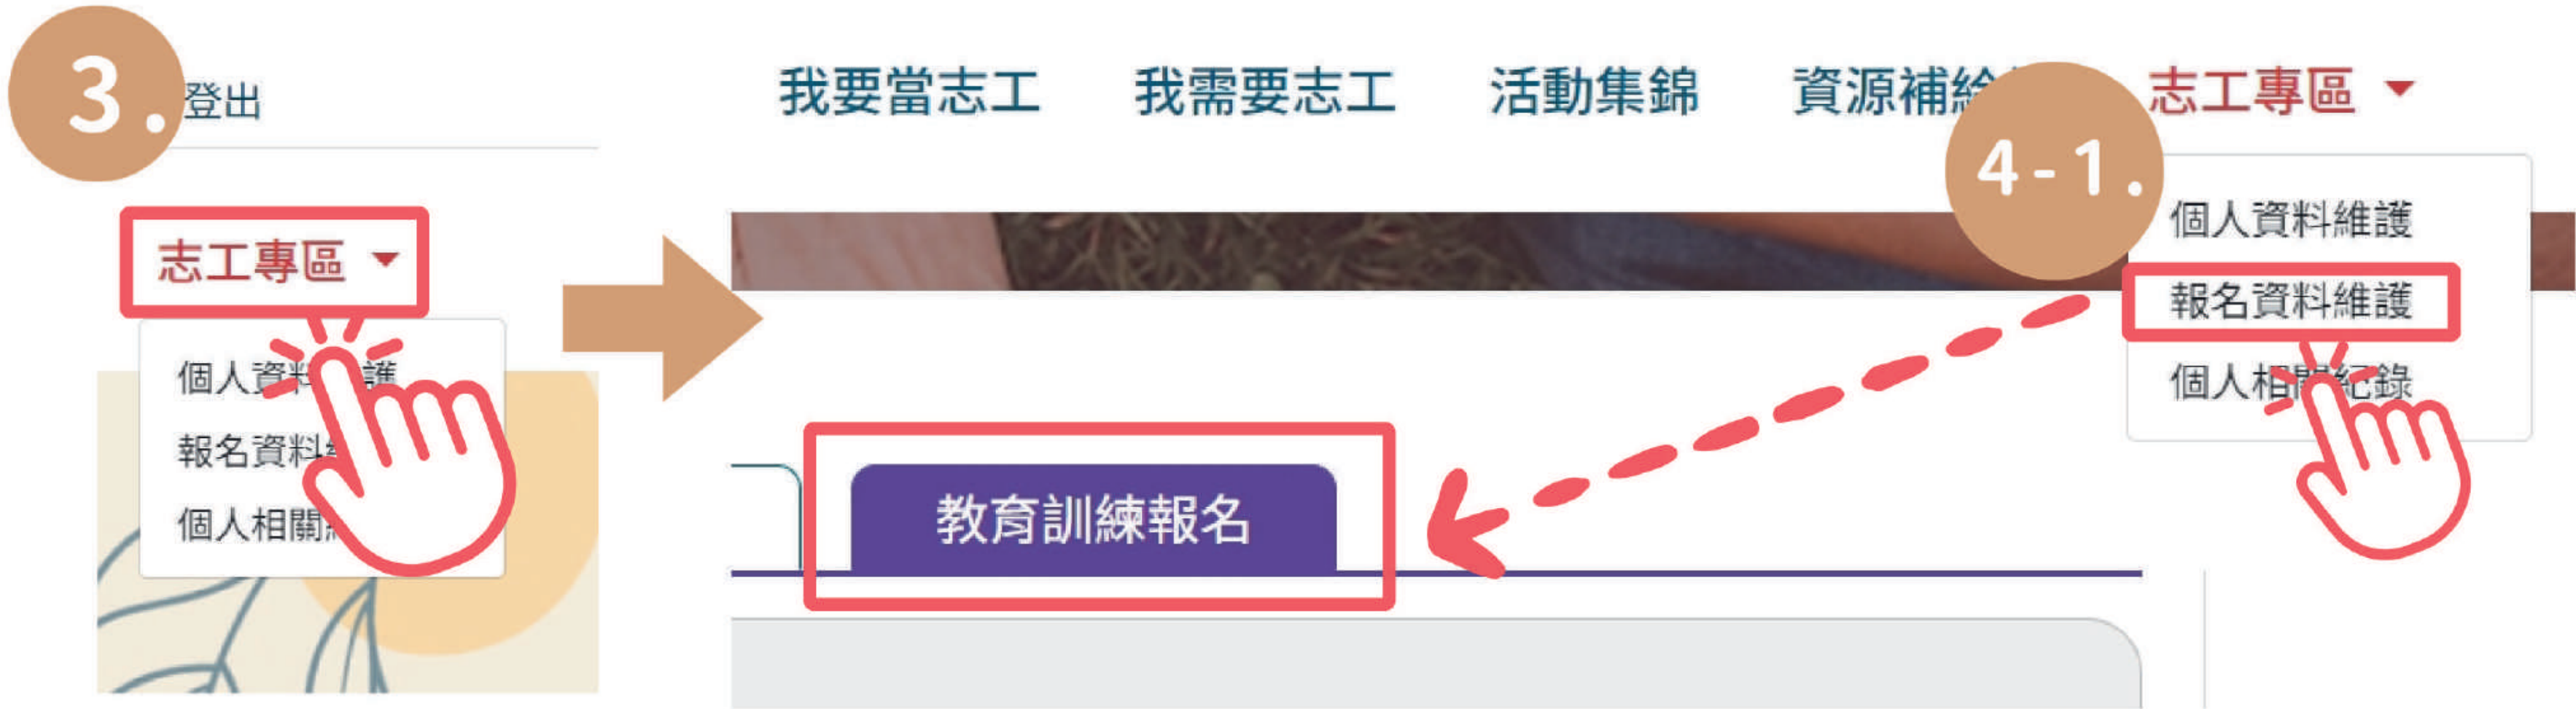 3.
登出
志工專區
個人資料 護
報名資料
個人相關
我要當志工 我需要志工 活動集錦 資源補給 志工專區
4-1.
個人資料維護
報名資料維護
個人相關紀錄
教育訓練報名